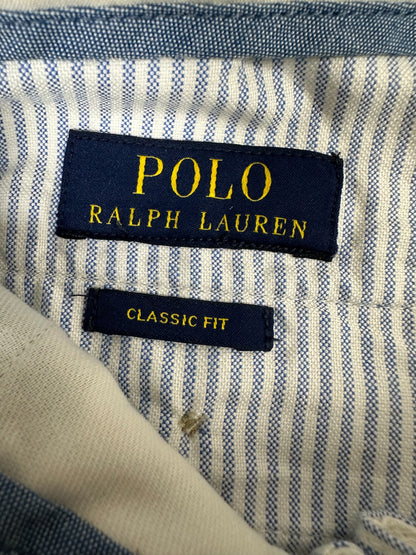 POLO
RALPH LAUREN
CLASSIC FIT